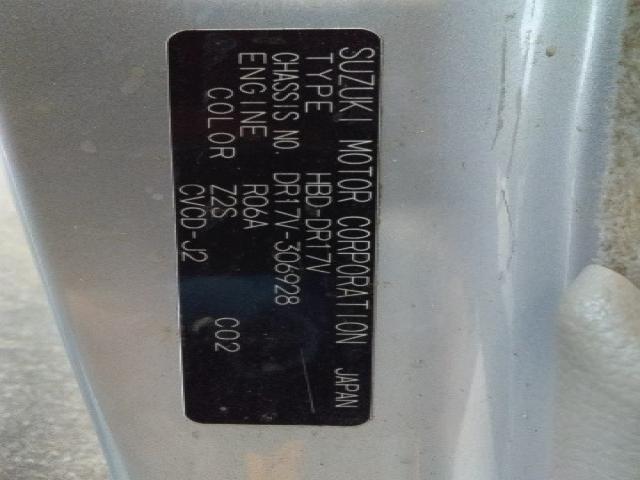 SUZUKI MOTOR CORPORATION JAPAN
TYPE HBD-DR17V
CHASSIS NO. DR17V-306928
ENGINE R06A
COLOR Z2S C02
CVCD-J2